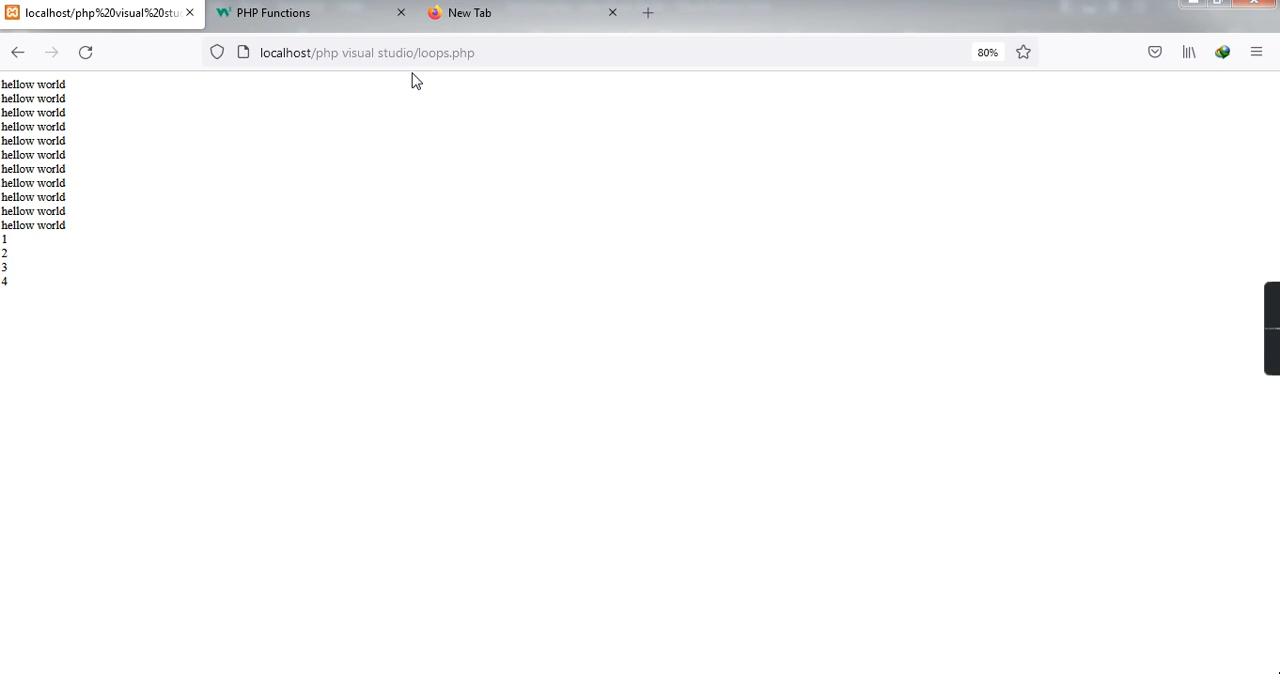 localhost/php%20visual%20stu
PHP Functions
New Tab
localhost/php visual studio/loops.php
80%
hellow world
hellow world
hellow world
hellow world
hellow world
hellow world
hellow world
hellow world
hellow world
hellow world
hellow world
1
2
3
4